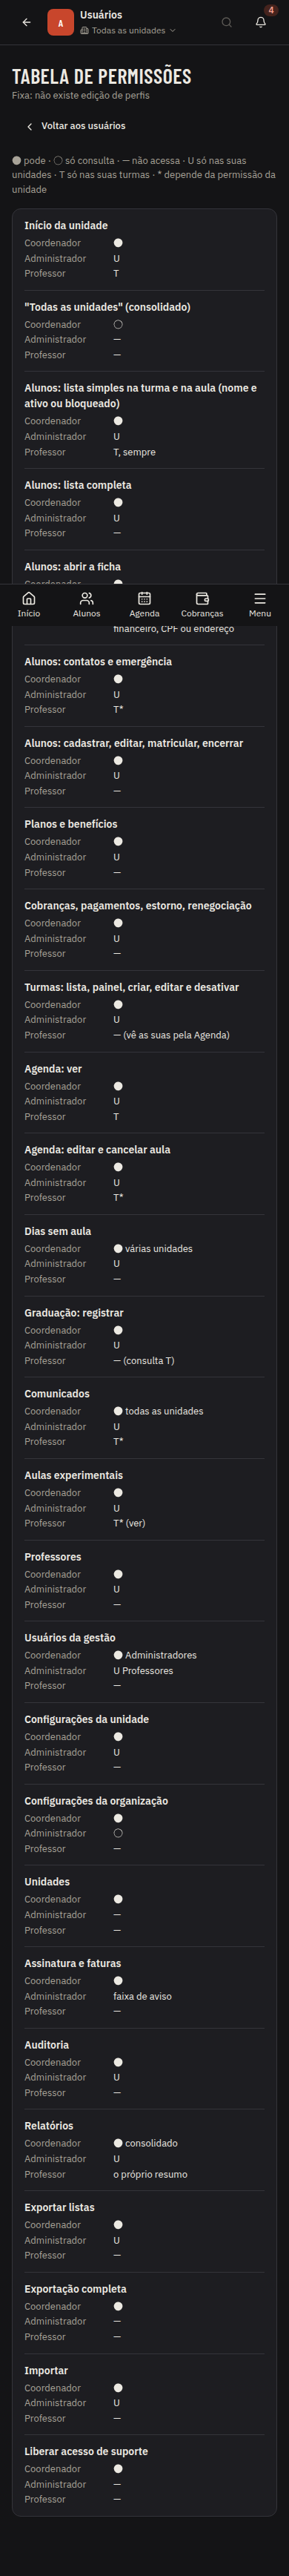 Usuários
4
A
Todas as unidades
TABELA DE PERMISSÕES
Fixa: não existe edição de perfis
Voltar aos usuários
● pode · ○ só consulta · — não acessa · U só nas suas
unidades · T só nas suas turmas · * depende da permissão da
unidade
Início da unidade
Coordenador ●
Administrador U
Professor T
"Todas as unidades" (consolidado)
Coordenador ○
Administrador —
Professor —
Alunos: lista simples na turma e na aula (nome e
ativo ou bloqueado)
Coordenador ●
Administrador U
Professor T, sempre
Alunos: lista completa
Coordenador ●
Administrador U
Professor —
Alunos: abrir a ficha
Coordenador ●
Início Alunos Agenda Cobranças Menu
financeiro, CPF ou endereço
Alunos: contatos e emergência
Coordenador ●
Administrador U
Professor T*
Alunos: cadastrar, editar, matricular, encerrar
Coordenador ●
Administrador U
Professor —
Planos e benefícios
Coordenador ●
Administrador U
Professor —
Cobranças, pagamentos, estorno, renegociação
Coordenador ●
Administrador U
Professor —
Turmas: lista, painel, criar, editar e desativar
Coordenador ●
Administrador U
Professor — (vê as suas pela Agenda)
Agenda: ver
Coordenador ●
Administrador U
Professor T
Agenda: editar e cancelar aula
Coordenador ●
Administrador U
Professor T*
Dias sem aula
Coordenador ● várias unidades
Administrador U
Professor —
Graduação: registrar
Coordenador ●
Administrador U
Professor — (consulta T)
Comunicados
Coordenador ● todas as unidades
Administrador U
Professor T*
Aulas experimentais
Coordenador ●
Administrador U
Professor T* (ver)
Professores
Coordenador ●
Administrador U
Professor —
Usuários da gestão
Coordenador ● Administradores
Administrador U Professores
Professor —
Configurações da unidade
Coordenador ●
Administrador U
Professor —
Configurações da organização
Coordenador ●
Administrador ○
Professor —
Unidades
Coordenador ●
Administrador —
Professor —
Assinatura e faturas
Coordenador ●
Administrador faixa de aviso
Professor —
Auditoria
Coordenador ●
Administrador U
Professor —
Relatórios
Coordenador ● consolidado
Administrador U
Professor o próprio resumo
Exportar listas
Coordenador ●
Administrador U
Professor —
Exportação completa
Coordenador ●
Administrador —
Professor —
Importar
Coordenador ●
Administrador U
Professor —
Liberar acesso de suporte
Coordenador ●
Administrador —
Professor —